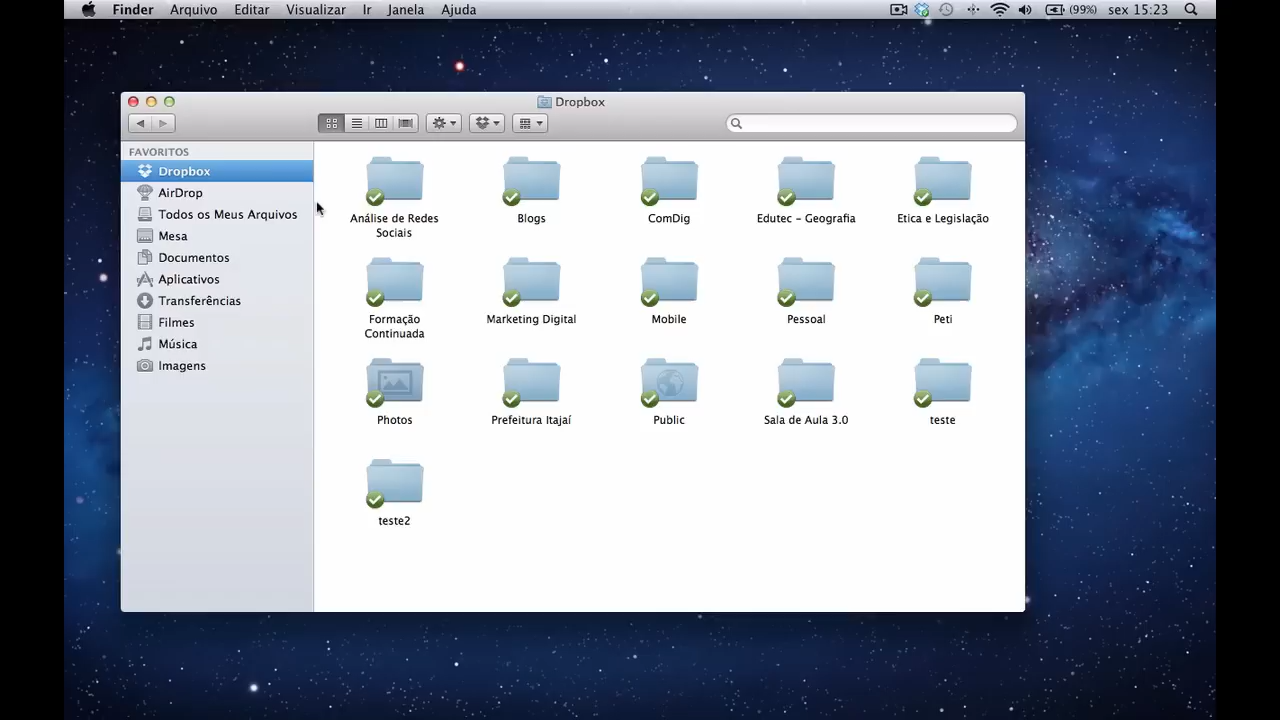 Finder Arquivo Editar Visualizar Ir Janela Ajuda (99%) sex 15:23
Dropbox
FAVORITOS
Dropbox
AirDrop
Todos os Meus Arquivos
Mesa
Documentos
Aplicativos
Transferências
Filmes
Música
Imagens
Análise de Redes
Sociais
Blogs
ComDig
Edutec – Geografia
Etica e Legislação
Formação
Continuada
Marketing Digital
Mobile
Pessoal
Peti
Photos
Prefeitura Itajaí
Public
Sala de Aula 3.0
teste
teste2